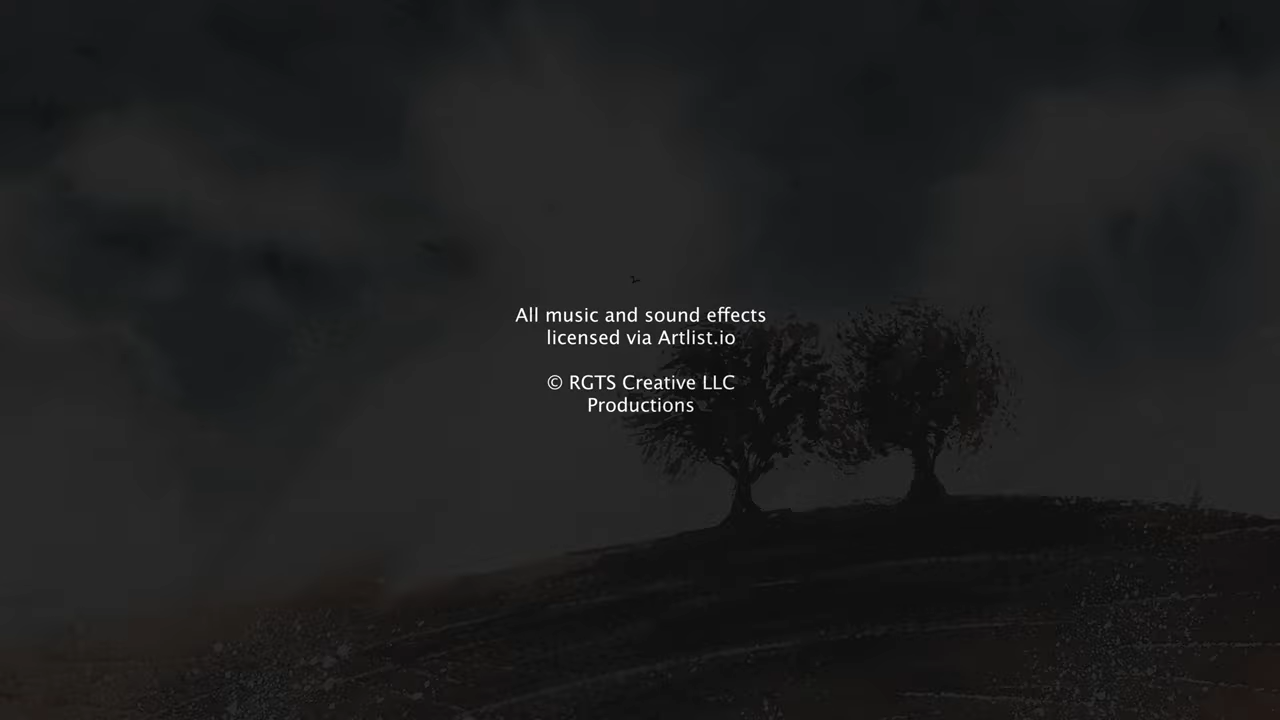 All music and sound effects
licensed via Artlist.io
© RGTS Creative LLC
Productions